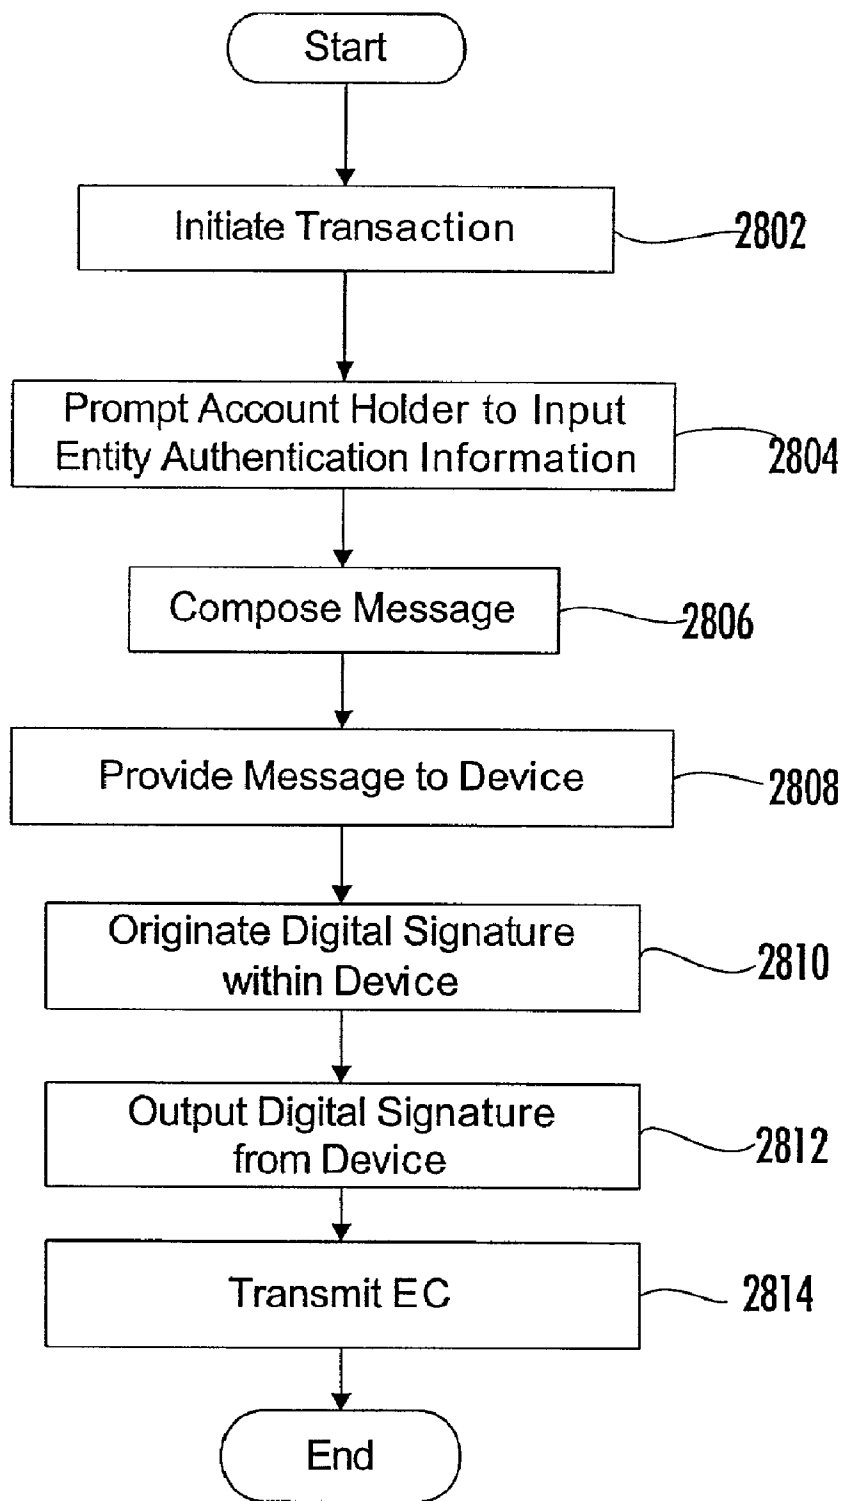 Start
Initiate Transaction
2802
Prompt Account Holder to Input
Entity Authentication Information
2804
Compose Message
2806
Provide Message to Device
2808
Originate Digital Signature
within Device
2810
Output Digital Signature
from Device
2812
Transmit EC
2814
End